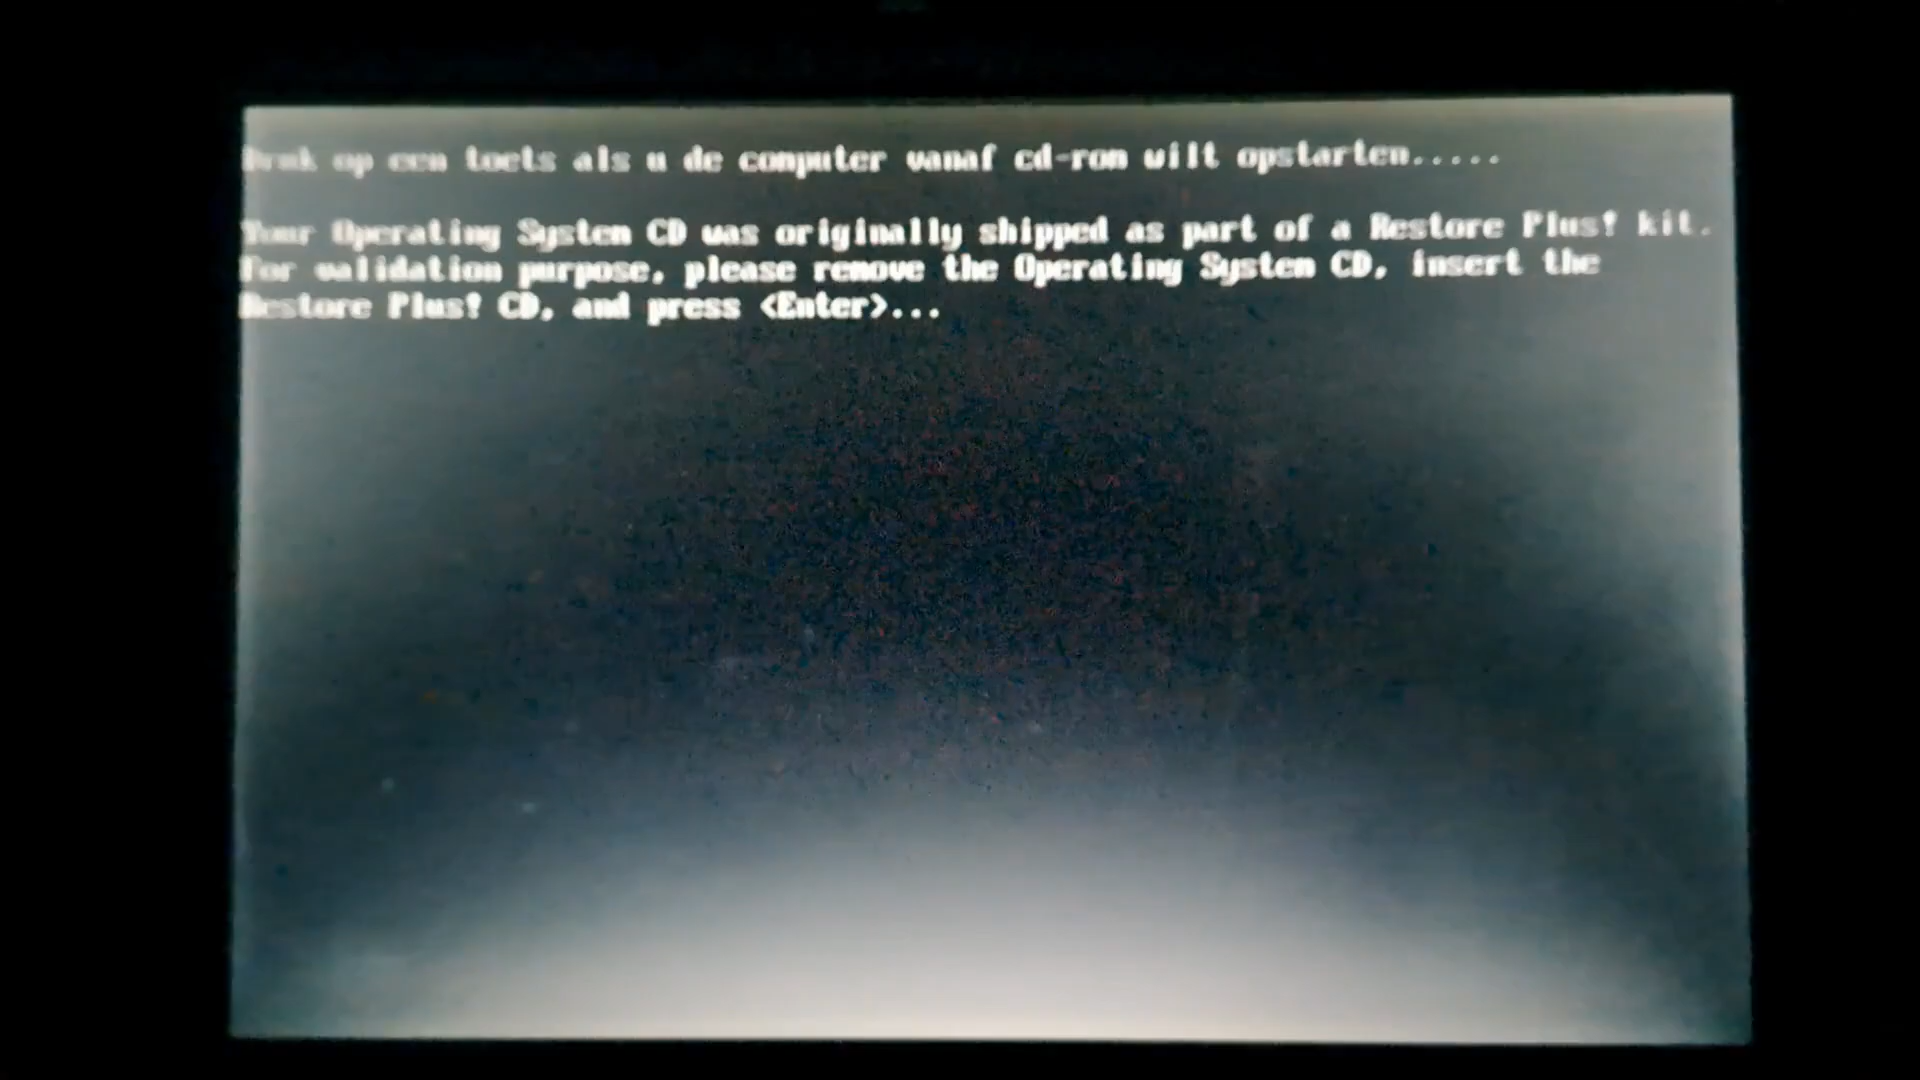 Druk op een toets als u de computer vanaf cd-rom wilt opstarten.....
Your Operating System CD was originally shipped as part of a Restore Plus! kit.
For validation purpose, please remove the Operating System CD, insert the
Restore Plus! CD, and press <Enter>...